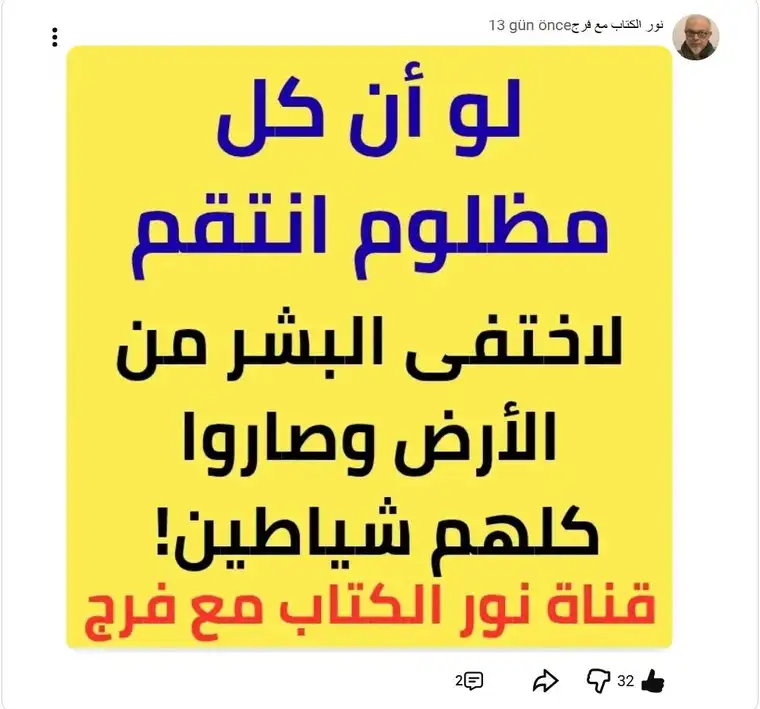 نور الكتاب مع فرج 13 gün önce
لو أن كل
مظلوم انتقم
لاختفى البشر من
الأرض وصاروا
كلهم شياطين!
قناة نور الكتاب مع فرج
32
2